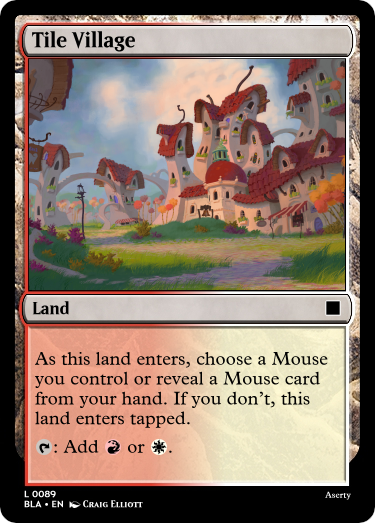 Tile Village
Land
As this land enters, choose a Mouse
you control or reveal a Mouse card
from your hand. If you don't, this
land enters tapped.
: Add or .
L 0089
BLA • EN Craig Elliott
Aserty